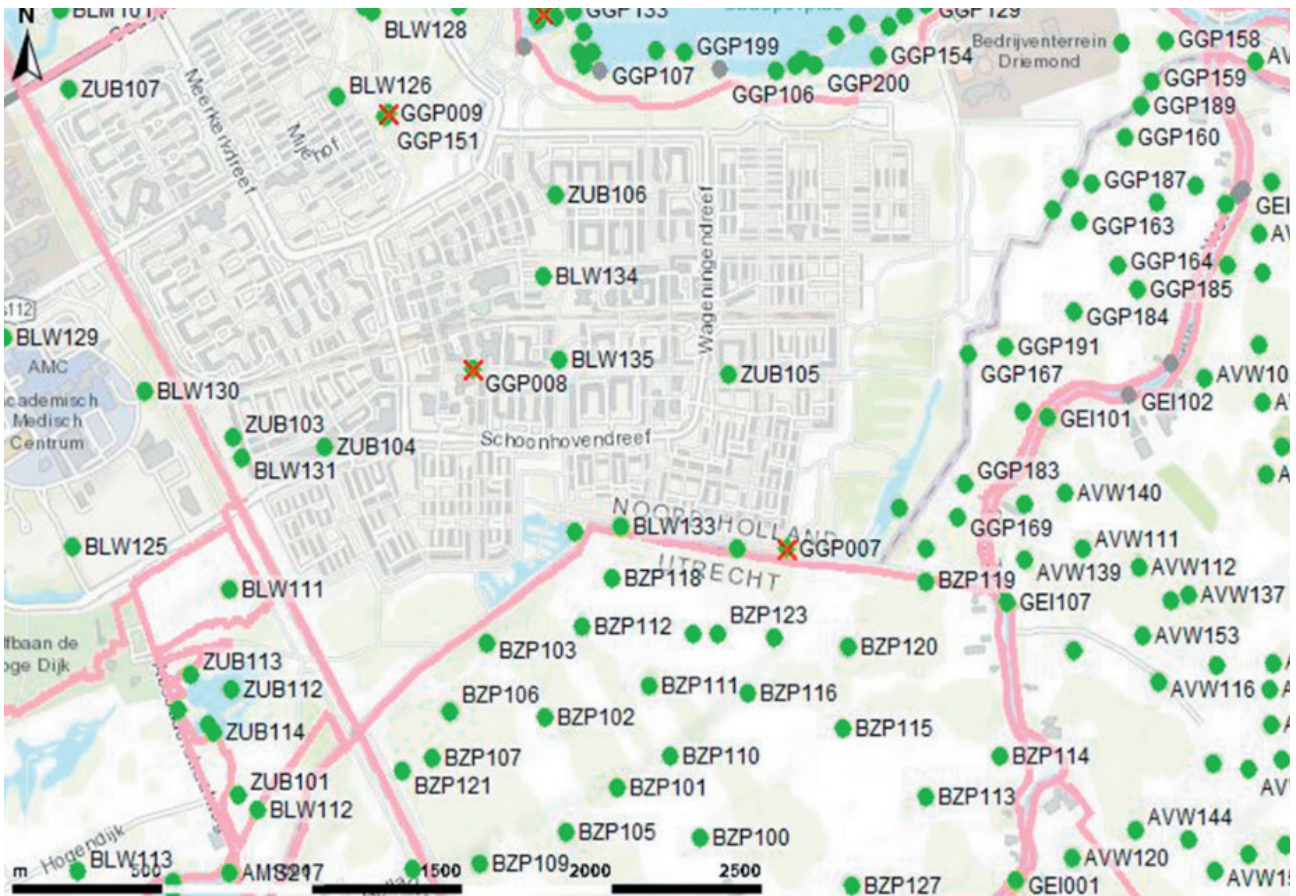 N
BLM101
BLW128
GGP133
GGP129
GGP199
GGP154
Bedrijventerrein
Driemond
GGP158
GGP107
GGP106
GGP200
GGP159
ZUB107
Meerkerkdreef
Mijehof
BLW126
GGP009
GGP151
GGP189
GGP160
ZUB106
Wageningendreef
GGP187
GGP163
BLW134
GGP164
GGP185
GGP184
BLW129
AMC
BLW135
GGP008
ZUB105
GGP191
GGP167
AVW103
GEI102
BLW130
Academisch
Medisch
Centrum
ZUB103
ZUB104
BLW131
Schoonhovendreef
GEI101
GGP183
AVW140
GGP169
NOORD-HOLLAND
BLW133
GGP007
UTRECHT
BLW125
BLW111
AVW111
AVW139
AVW112
AVW137
BZP118
BZP119
GEI107
BZP123
BZP112
BZP103
BZP120
AVW153
ZUB113
ZUB112
ZUB114
BZP106
BZP111
BZP116
AVW116
BZP102
BZP115
BZP107
BZP121
BZP110
BZP114
BZP101
BZP113
ZUB101
BLW112
BZP105
BZP100
AVW144
Hogendijk
BLW113
AMS217
BZP109
BZP127
AVW120
GEI001
m 500 1500 2000 2500